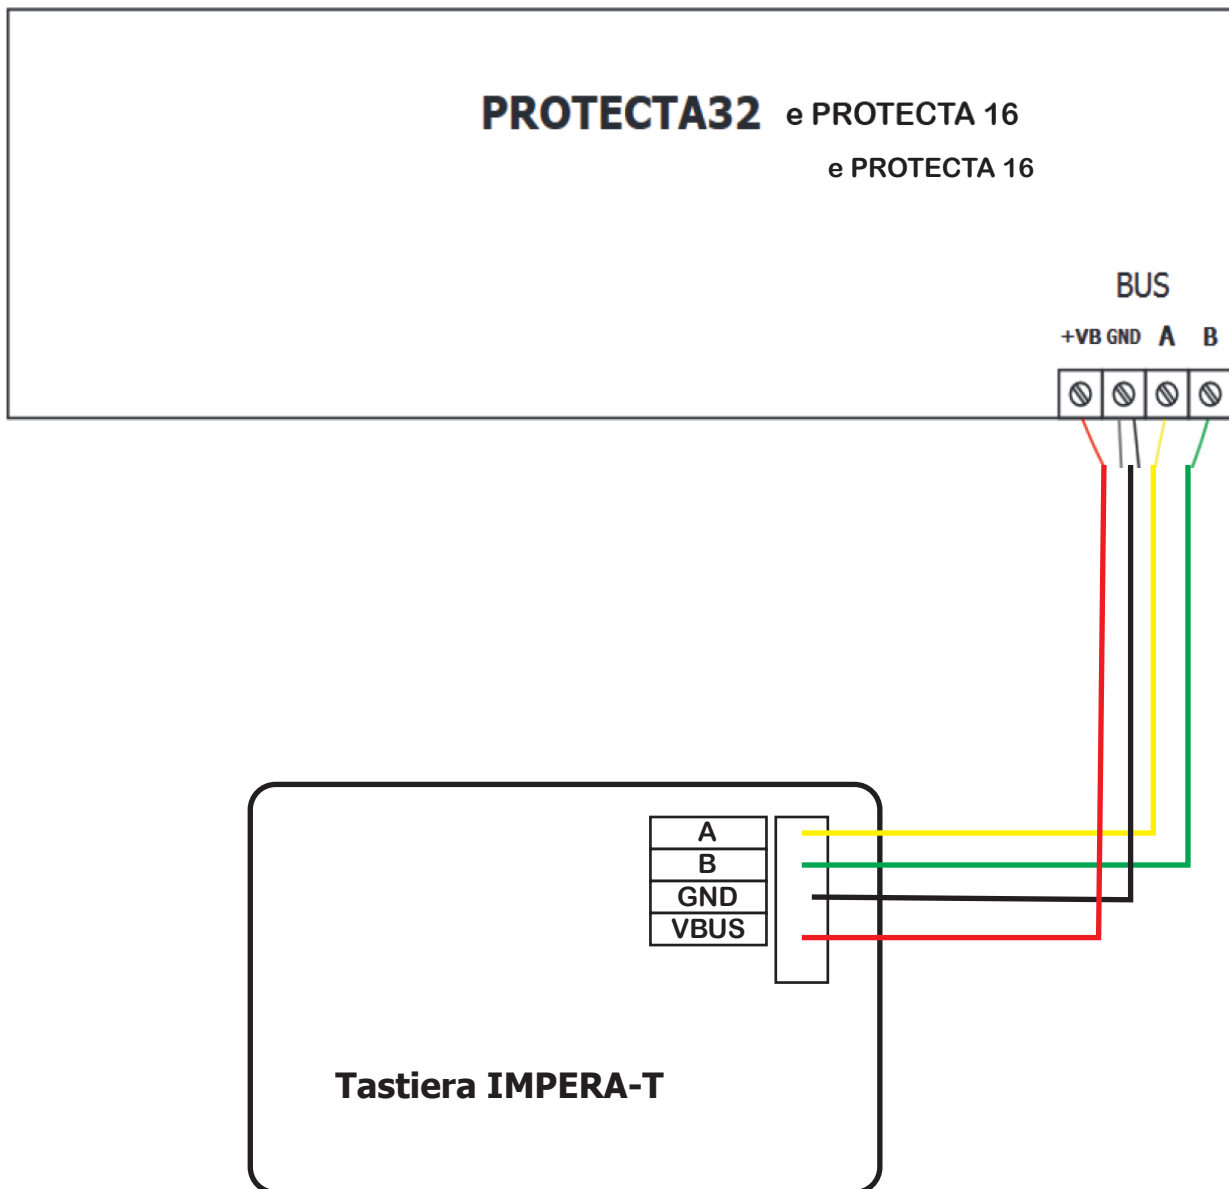 PROTECTA32 e PROTECTA 16
e PROTECTA 16
BUS
+VB GND A B
A
B
GND
VBUS
Tastiera IMPERA-T